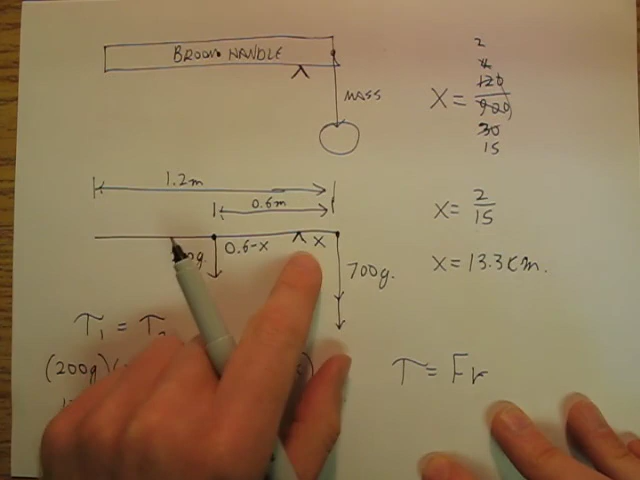 BROOM HANDLE
MASS
1.2m
0.6m
0.6-x
x
g.
700g.
T₁ = T
(200g)(
2
120
X = 900
30
15
X = 2/15
X = 13.3cm.
T = Fr